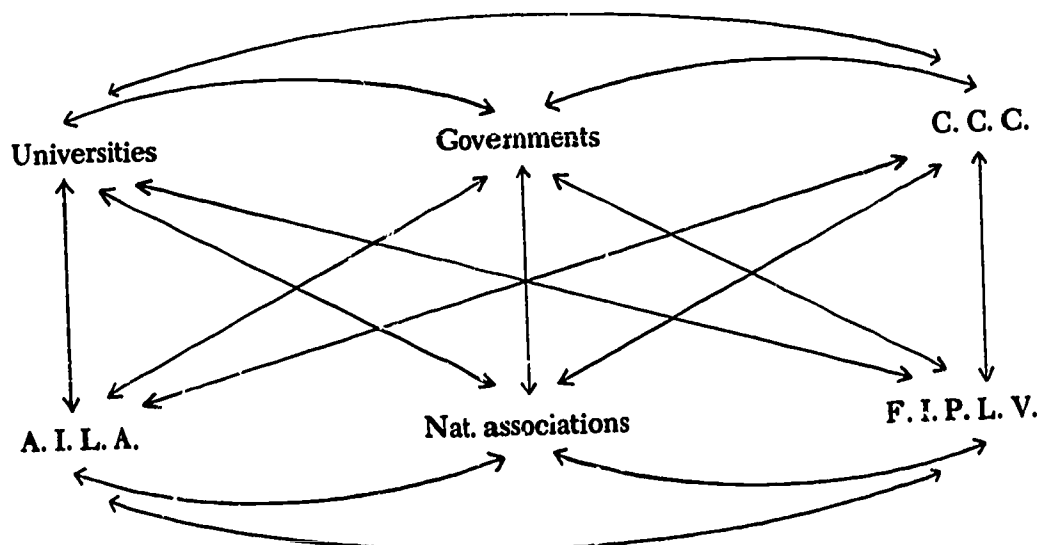 Universities
Governments
C. C. C.
A. I. L. A.
Nat. associations
F. I. P. L. V.